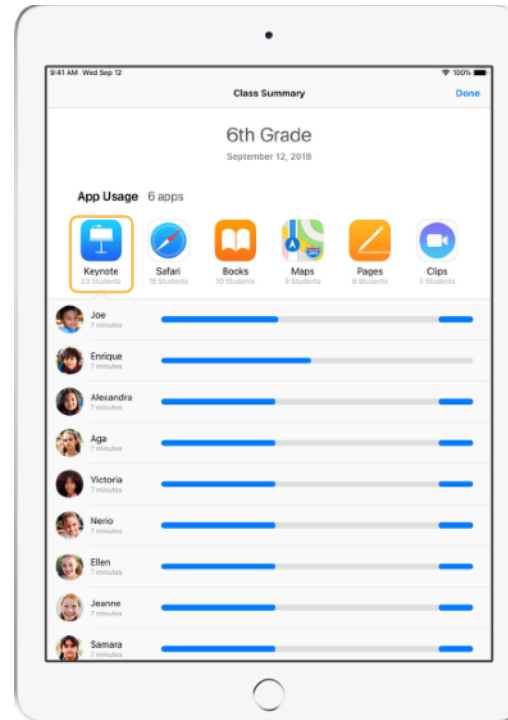 9:41 AM Wed Sep 12
100%
Class Summary
Done
6th Grade
September 12, 2018
App Usage 6 apps
Keynote
23 Students
Safari
18 Students
Books
10 Students
Maps
9 Students
Pages
9 Students
Clips
5 Students
Joe
7 minutes
Enrique
7 minutes
Alexandra
7 minutes
Aga
7 minutes
Victoria
7 minutes
Nerio
7 minutes
Ellen
7 minutes
Jeanne
7 minutes
Samara
7 minutes